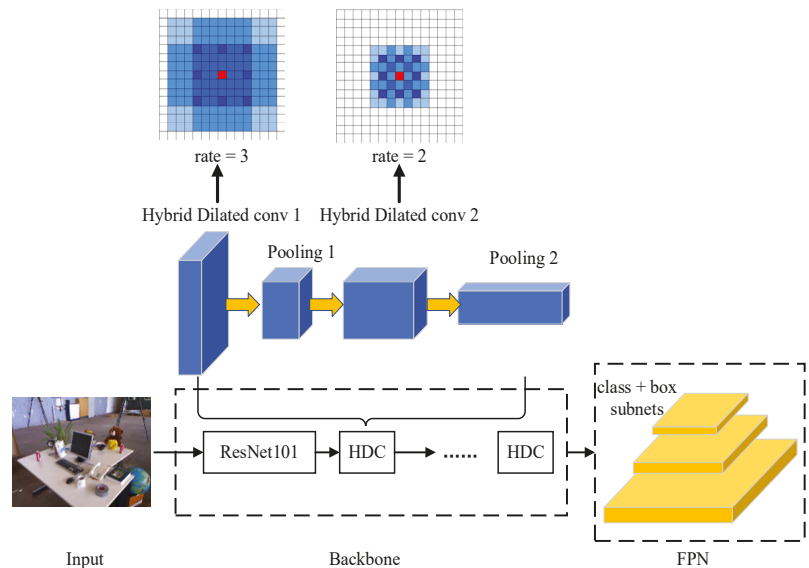 rate = 3
rate = 2
Hybrid Dilated conv 1
Hybrid Dilated conv 2
Pooling 1
Pooling 2
class + box
subnets
ResNet101
HDC
......
HDC
Input
Backbone
FPN